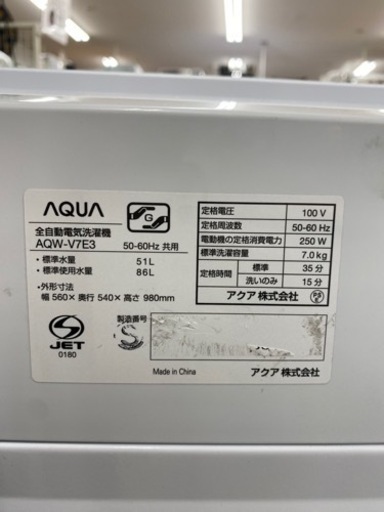 AQUA
G
全自動電気洗濯機
AQW-V7E3
50-60Hz 共用
・標準水量 51L
・標準使用水量 86L
・外形寸法
幅 560×奥行 540×高さ 980mm
定格電圧 100 V
定格周波数 50-60 Hz
電動機の定格消費電力 250 W
標準洗濯容量 7.0 kg
定格時間 標準 35分
洗いのみ 15分
アクア 株式会社
S
JET
0180
製造番号
Made in China
アクア 株式会社